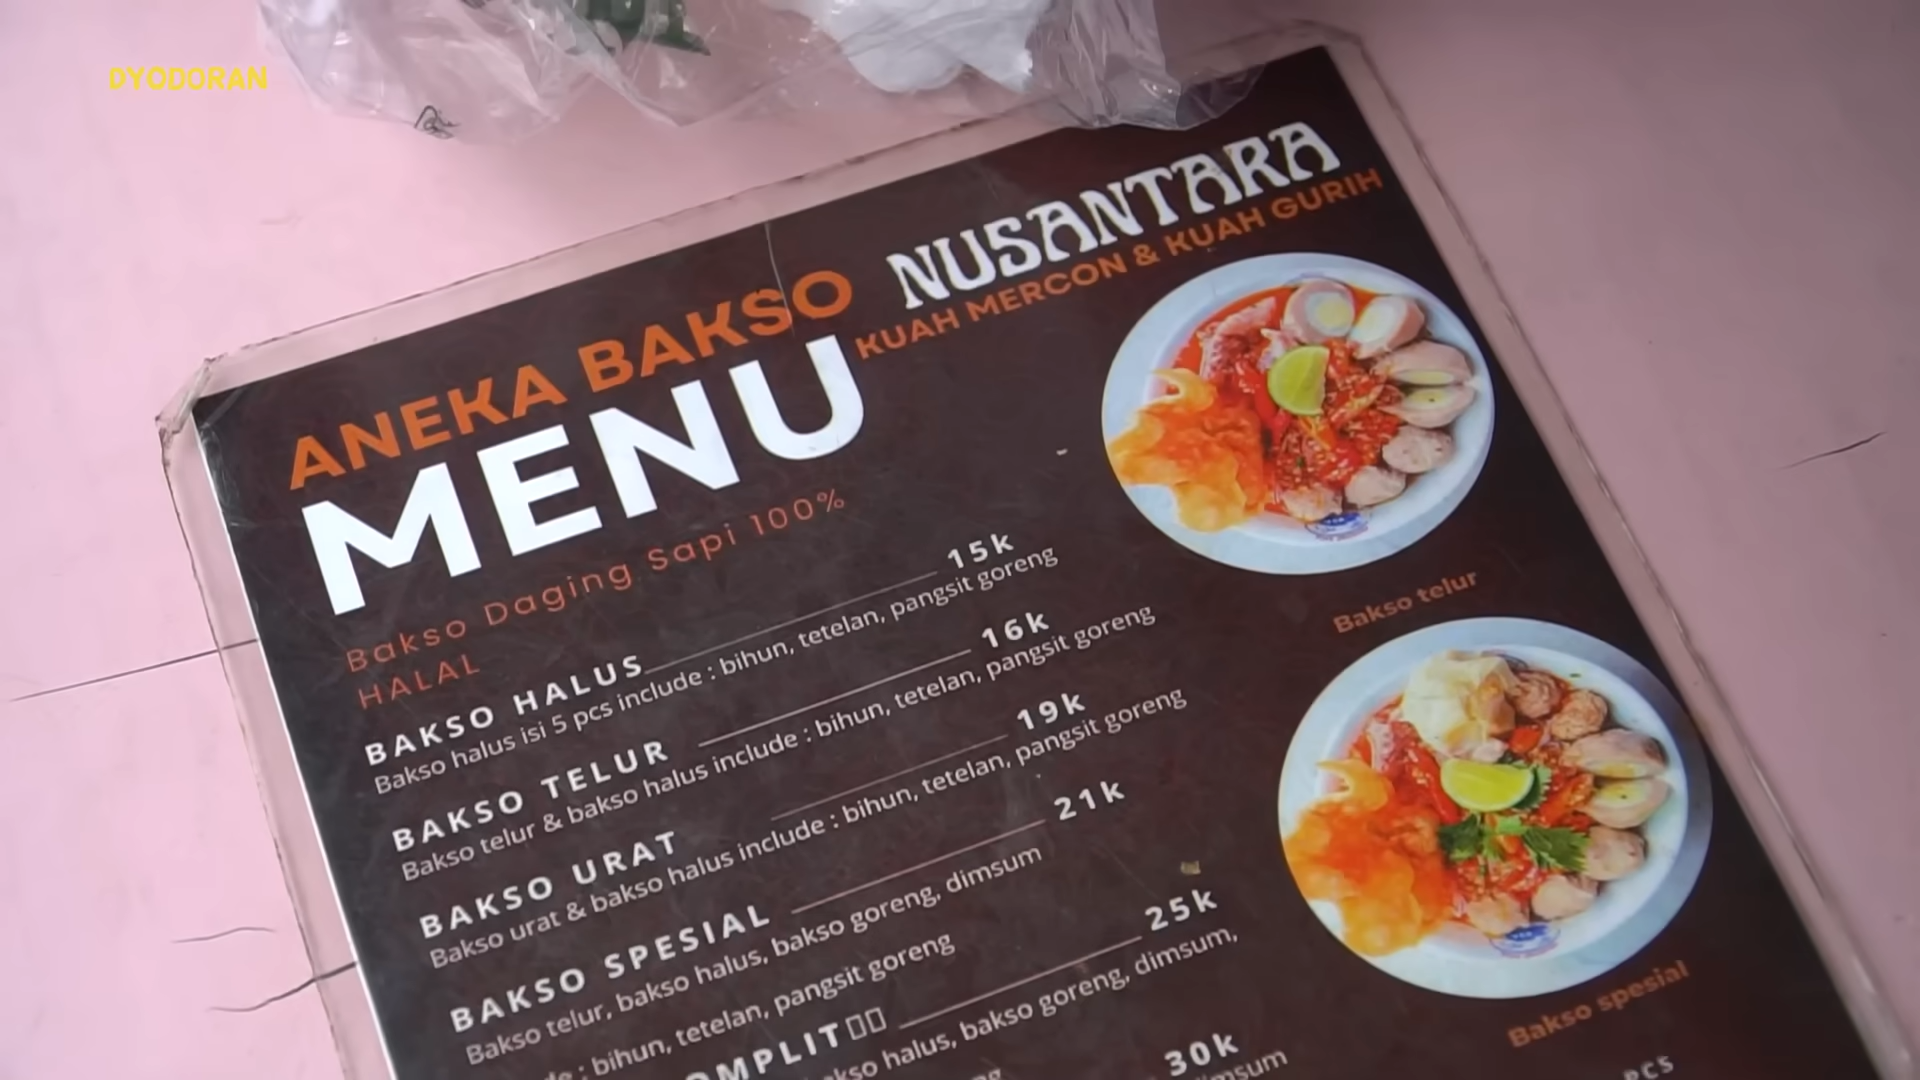 DYODORAN
NUSANTARA
KUAH MERCON & KUAH GURIH
ANEKA BAKSO
MENU
Bakso Daging Sapi 100%
HALAL
BAKSO HALUS 15k
Bakso halus isi 5 pcs include : bihun, tetelan, pangsit goreng
BAKSO TELUR 16k
Bakso telur & bakso halus include : bihun, tetelan, pangsit goreng
BAKSO URAT 19k
Bakso urat & bakso halus include : bihun, tetelan, pangsit goreng
BAKSO SPESIAL 21k
Bakso telur, bakso halus, bakso goreng, dimsum
: bihun, tetelan, pangsit goreng
OMPLIT 25k
halus, bakso goreng, dimsum,
30k
Bakso telur
Bakso spesial
PCS